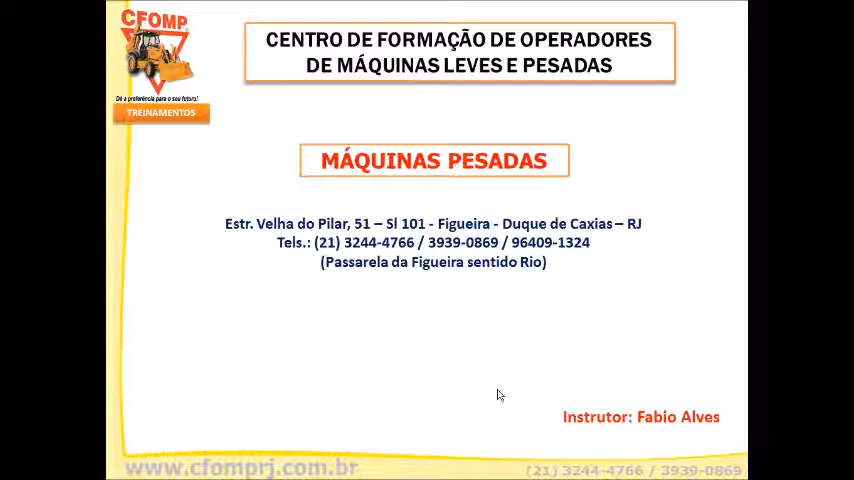 CFOMP
Dê a preferência para o seu futuro!
TREINAMENTOS
CENTRO DE FORMAÇÃO DE OPERADORES
DE MÁQUINAS LEVES E PESADAS
MÁQUINAS PESADAS
Estr. Velha do Pilar, 51 – Sl 101 - Figueira - Duque de Caxias – RJ
Tels.: (21) 3244-4766 / 3939-0869 / 96409-1324
(Passarela da Figueira sentido Rio)
Instrutor: Fabio Alves
www.cfomprj.com.br
(21) 3244-4766 / 3939-0869